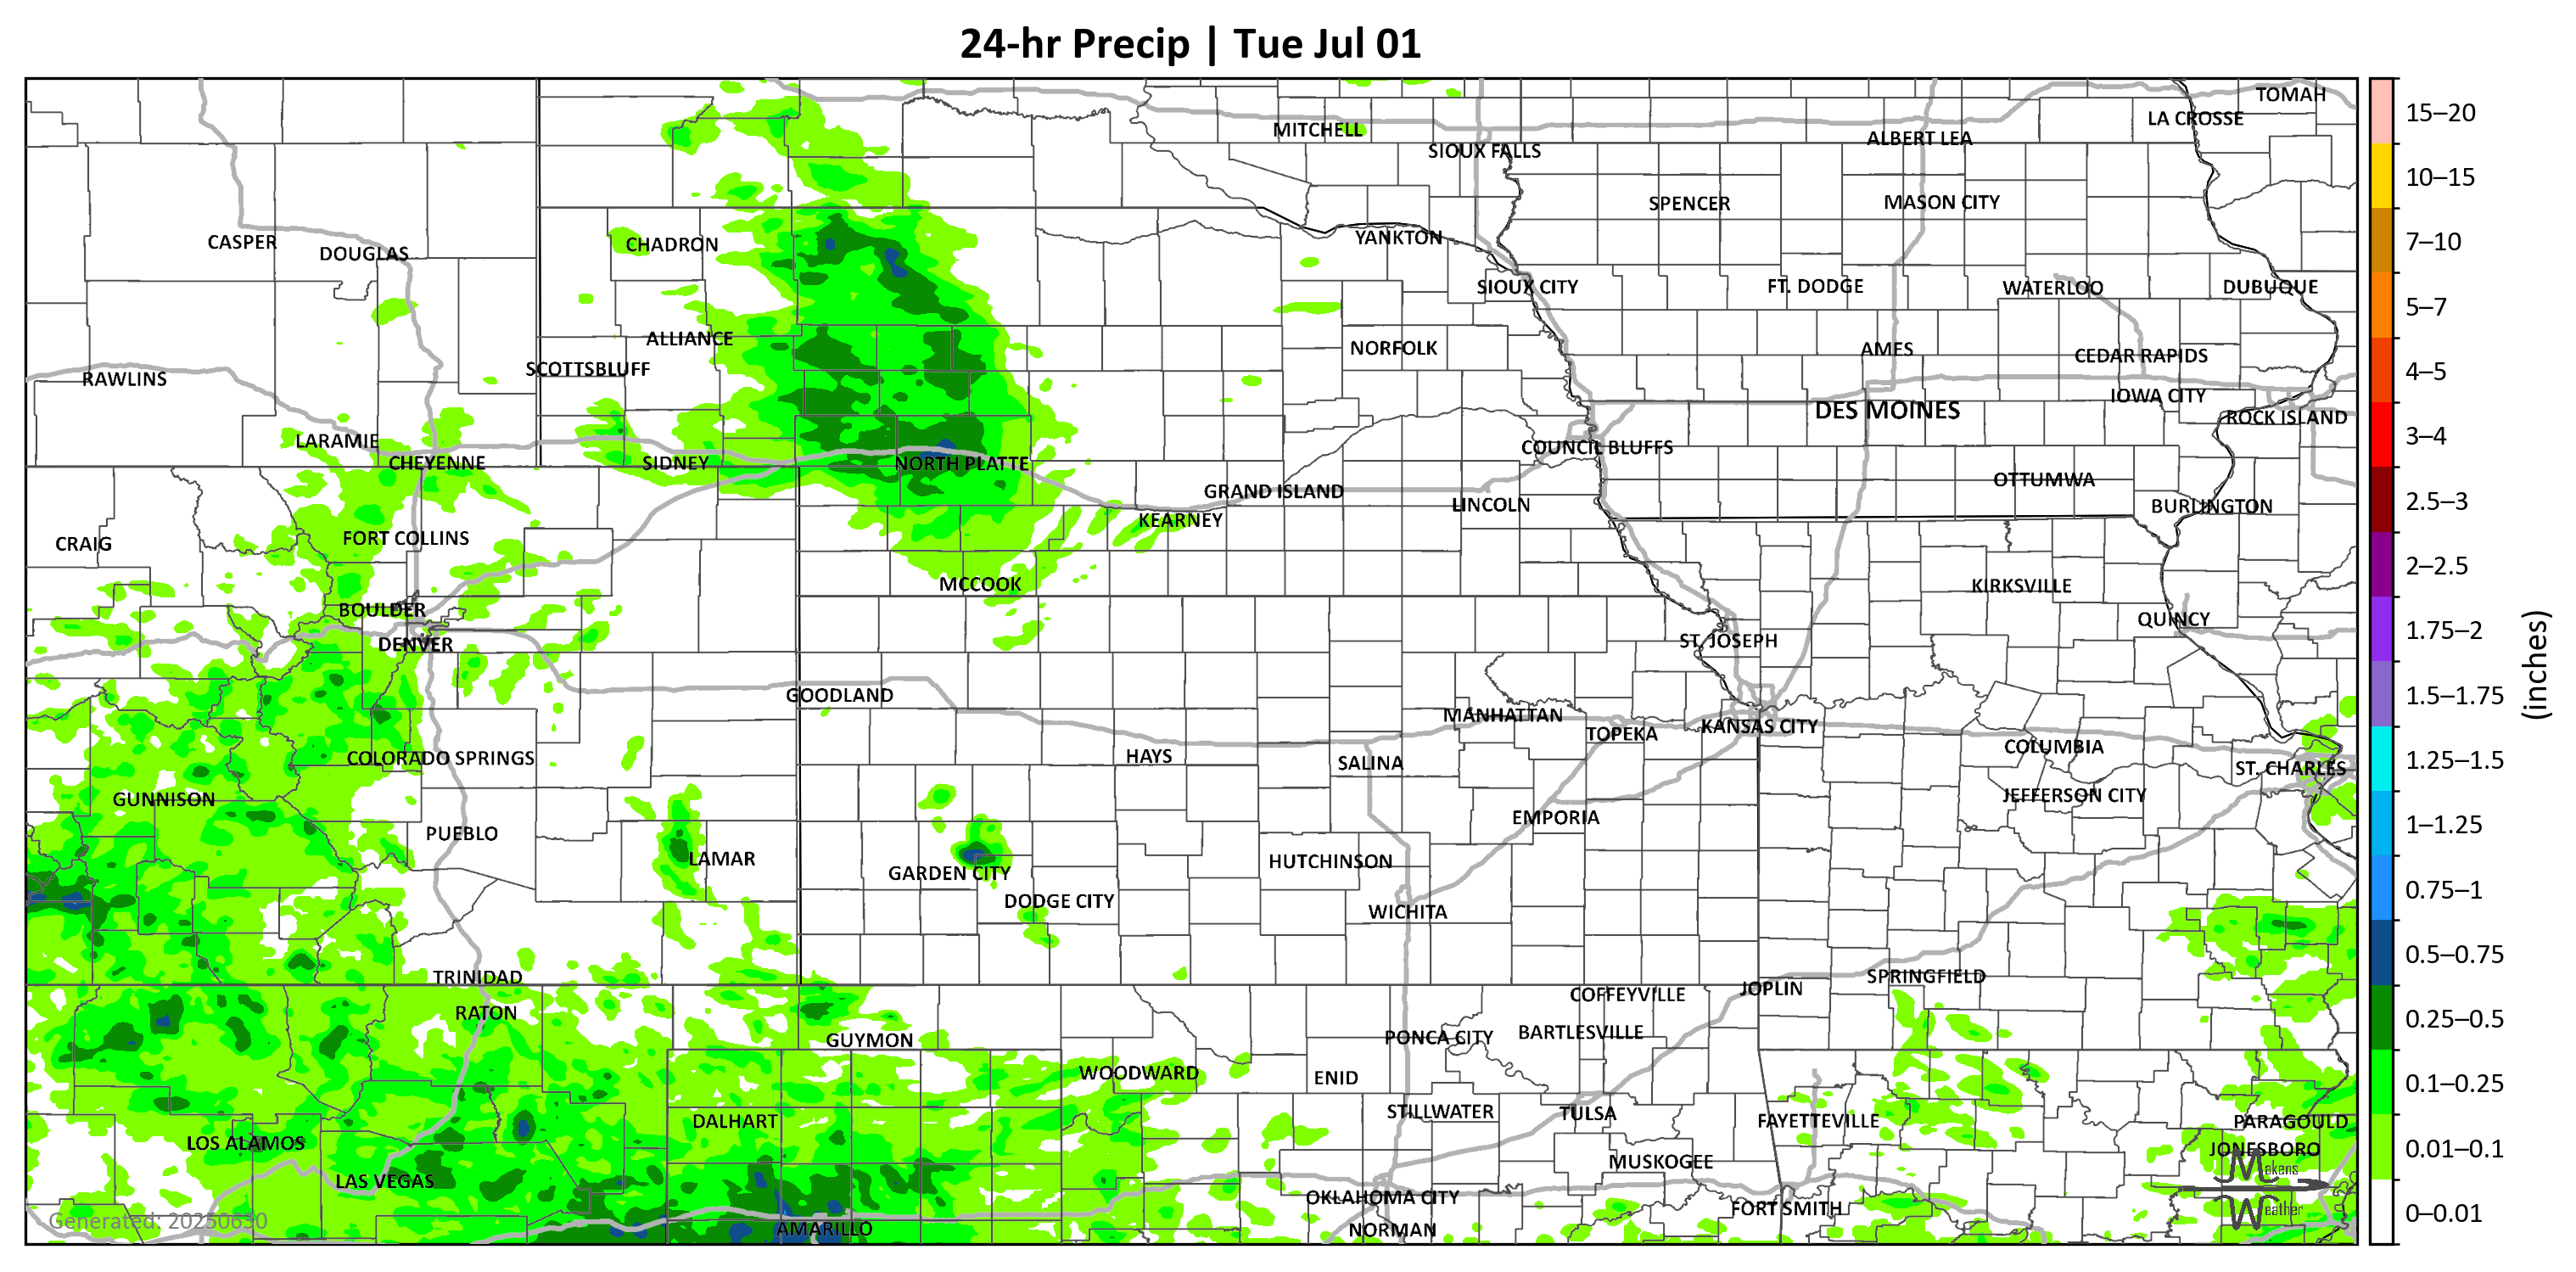 24-hr Precip | Tue Jul 01
TOMAH
LA CROSSE
MITCHELL
ALBERT LEA
SIOUX FALLS
SPENCER
MASON CITY
CASPER
DOUGLAS
CHADRON
YANKTON
SIOUX CITY
FT. DODGE
WATERLOO
DUBUQUE
ALLIANCE
NORFOLK
AMES
CEDAR RAPIDS
SCOTTSBLUFF
RAWLINS
IOWA CITY
DES MOINES
ROCK ISLAND
LARAMIE
COUNCIL BLUFFS
CHEYENNE
SIDNEY
NORTH PLATTE
OTTUMWA
GRAND ISLAND
LINCOLN
BURLINGTON
KEARNEY
FORT COLLINS
CRAIG
MCCOOK
KIRKSVILLE
BOULDER
QUINCY
DENVER
ST. JOSEPH
GOODLAND
MANHATTAN
TOPEKA
KANSAS CITY
COLUMBIA
COLORADO SPRINGS
HAYS
SALINA
ST. CHARLES
GUNNISON
JEFFERSON CITY
EMPORIA
PUEBLO
LAMAR
HUTCHINSON
GARDEN CITY
DODGE CITY
WICHITA
TRINIDAD
SPRINGFIELD
JOPLIN
COFFEYVILLE
RATON
BARTLESVILLE
PONCA CITY
GUYMON
WOODWARD
ENID
STILLWATER
TULSA
DALHART
FAYETTEVILLE
PARAGOULD
LOS ALAMOS
JONESBORO
MUSKOGEE
LAS VEGAS
OKLAHOMA CITY
FORT SMITH
AMARILLO
NORMAN
Generated: 20250630
Mekens
Weather
15–20
10–15
7–10
5–7
4–5
3–4
2.5–3
2–2.5
1.75–2
1.5–1.75
1.25–1.5
1–1.25
0.75–1
0.5–0.75
0.25–0.5
0.1–0.25
0.01–0.1
0–0.01
(inches)